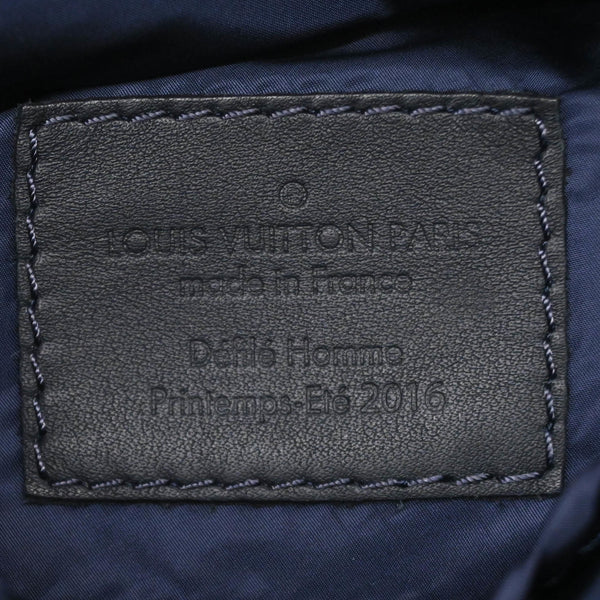 LOUIS VUITTON PARIS
made in France
Défilé Homme
Printemps-Eté 2016